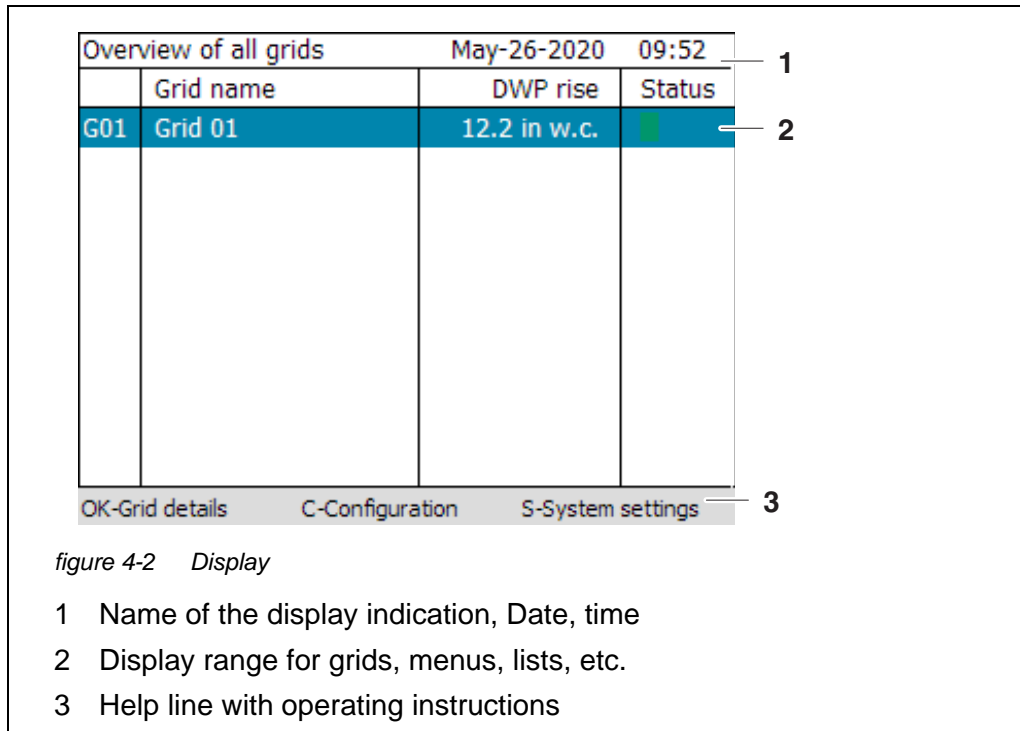 Overview of all grids May-26-2020 09:52 1
Grid name DWP rise Status
G01 Grid 01 12.2 in w.c. 2
OK-Grid details C-Configuration S-System settings 3
figure 4-2 Display
1 Name of the display indication, Date, time
2 Display range for grids, menus, lists, etc.
3 Help line with operating instructions